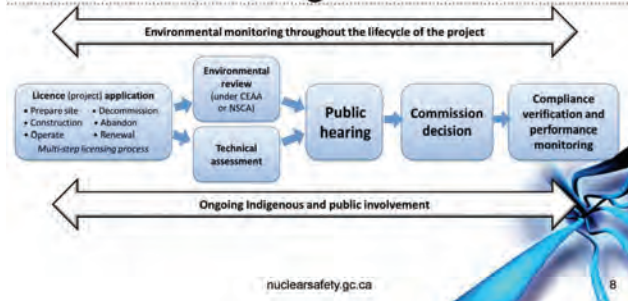 Environmental monitoring throughout the lifecycle of the project
Licence (project) application
• Prepare site • Decommission
• Construction • Abandon
• Operate • Renewal
Multi-step licensing process
Environmental
review
(under CEAA
or NSCA)
Technical
assessment
Public
hearing
Commission
decision
Compliance
verification and
performance
monitoring
Ongoing Indigenous and public involvement
nuclearsafety.gc.ca
8